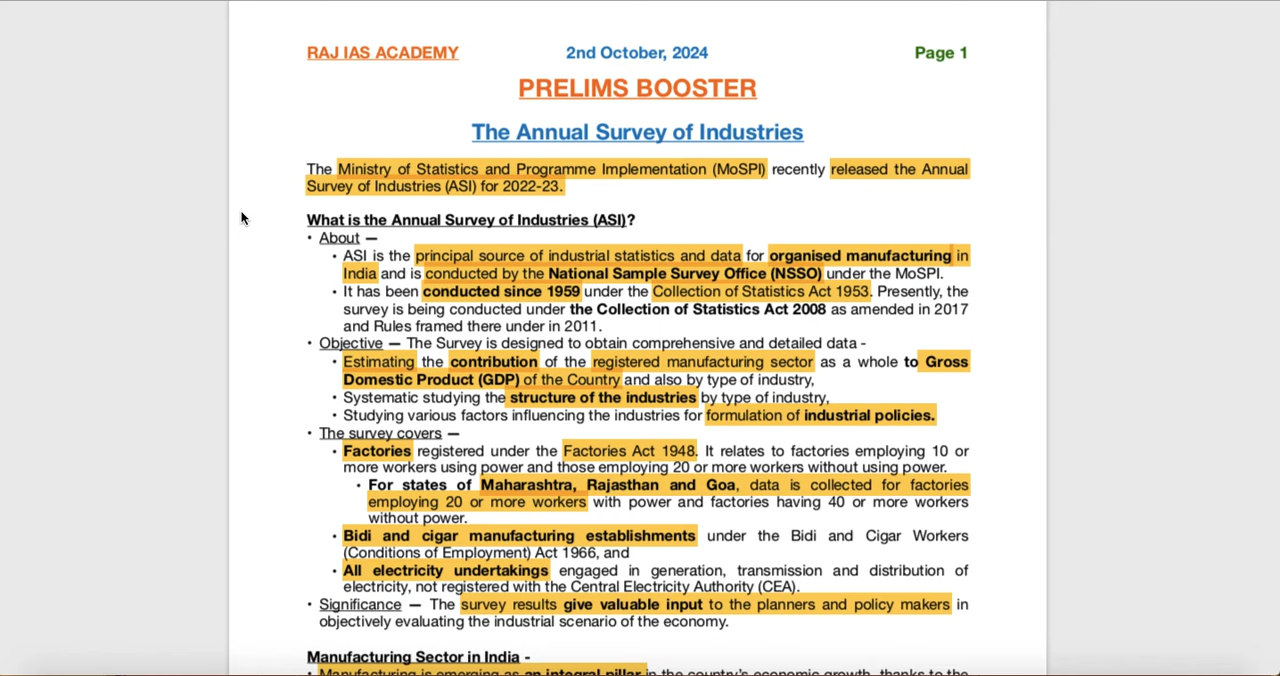 RAJ IAS ACADEMY 2nd October, 2024 Page 1
PRELIMS BOOSTER
The Annual Survey of Industries
The Ministry of Statistics and Programme Implementation (MoSPI) recently released the Annual
Survey of Industries (ASI) for 2022-23.
What is the Annual Survey of Industries (ASI)?
• About —
• ASI is the principal source of industrial statistics and data for organised manufacturing in
India and is conducted by the National Sample Survey Office (NSSO) under the MoSPI.
• It has been conducted since 1959 under the Collection of Statistics Act 1953. Presently, the
survey is being conducted under the Collection of Statistics Act 2008 as amended in 2017
and Rules framed there under in 2011.
• Objective — The Survey is designed to obtain comprehensive and detailed data -
• Estimating the contribution of the registered manufacturing sector as a whole to Gross
Domestic Product (GDP) of the Country and also by type of industry,
• Systematic studying the structure of the industries by type of industry,
• Studying various factors influencing the industries for formulation of industrial policies.
• The survey covers —
• Factories registered under the Factories Act 1948. It relates to factories employing 10 or
more workers using power and those employing 20 or more workers without using power.
• For states of Maharashtra, Rajasthan and Goa, data is collected for factories
employing 20 or more workers with power and factories having 40 or more workers
without power.
• Bidi and cigar manufacturing establishments under the Bidi and Cigar Workers
(Conditions of Employment) Act 1966, and
• All electricity undertakings engaged in generation, transmission and distribution of
electricity, not registered with the Central Electricity Authority (CEA).
• Significance — The survey results give valuable input to the planners and policy makers in
objectively evaluating the industrial scenario of the economy.
Manufacturing Sector in India -
• Manufacturing is emerging as an integral pillar in the country's economic growth, thanks to the